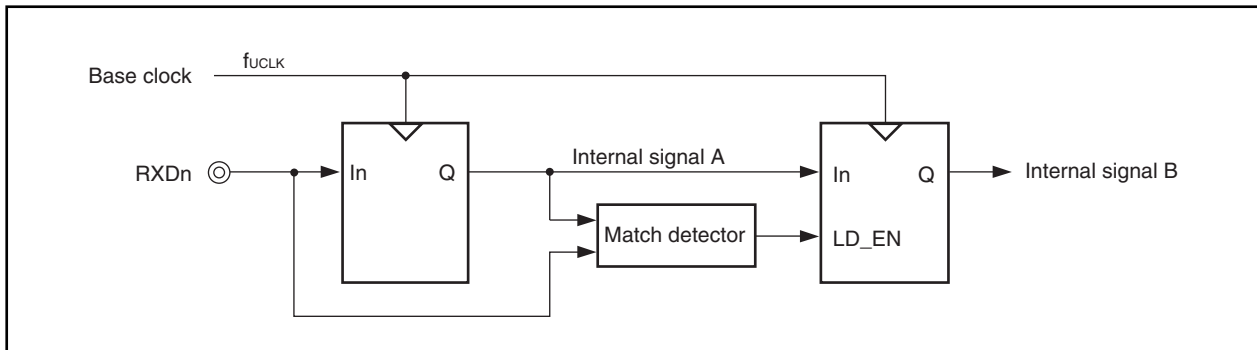 Base clock
fUCLK
RXDn
In
Q
Internal signal A
Match detector
In
Q
LD_EN
Internal signal B